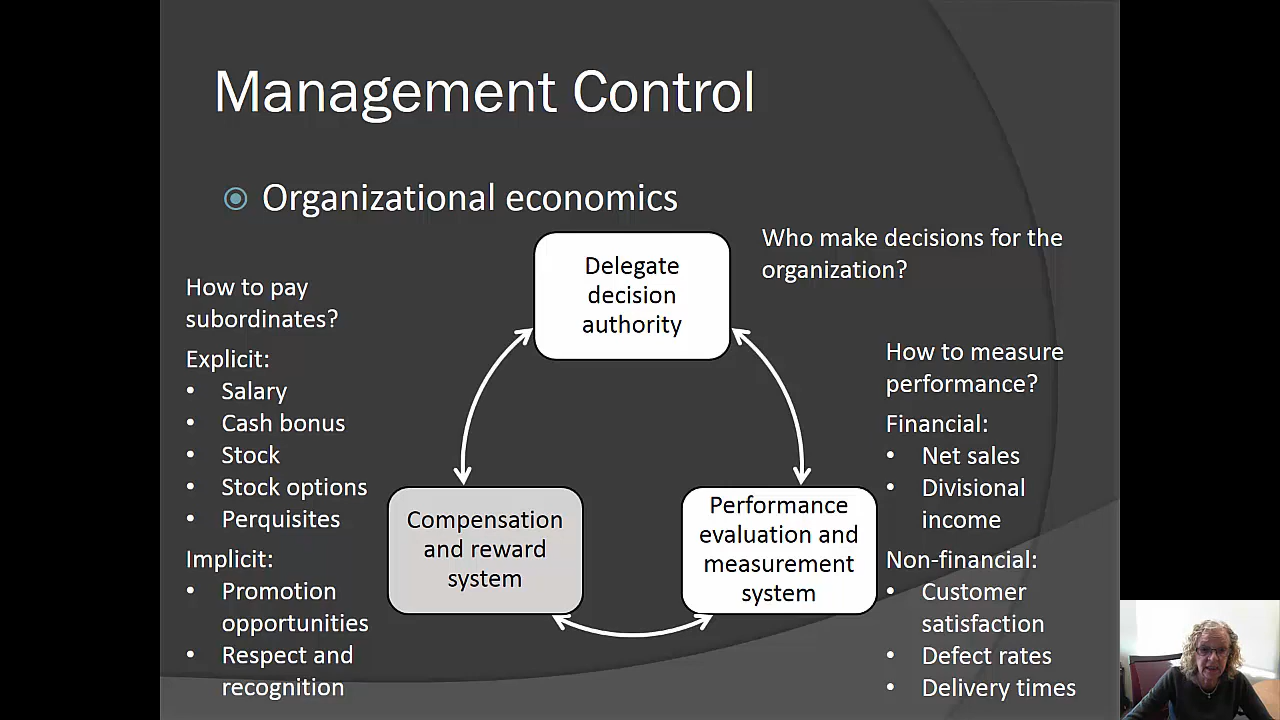 Management Control
Organizational economics
Who make decisions for the
organization?
Delegate
decision
authority
How to pay
subordinates?
Explicit:
• Salary
• Cash bonus
• Stock
• Stock options
• Perquisites
Implicit:
• Promotion
opportunities
• Respect and
recognition
Compensation
and reward
system
Performance
evaluation and
measurement
system
How to measure
performance?
Financial:
• Net sales
• Divisional
income
Non-financial:
• Customer
satisfaction
• Defect rates
• Delivery times